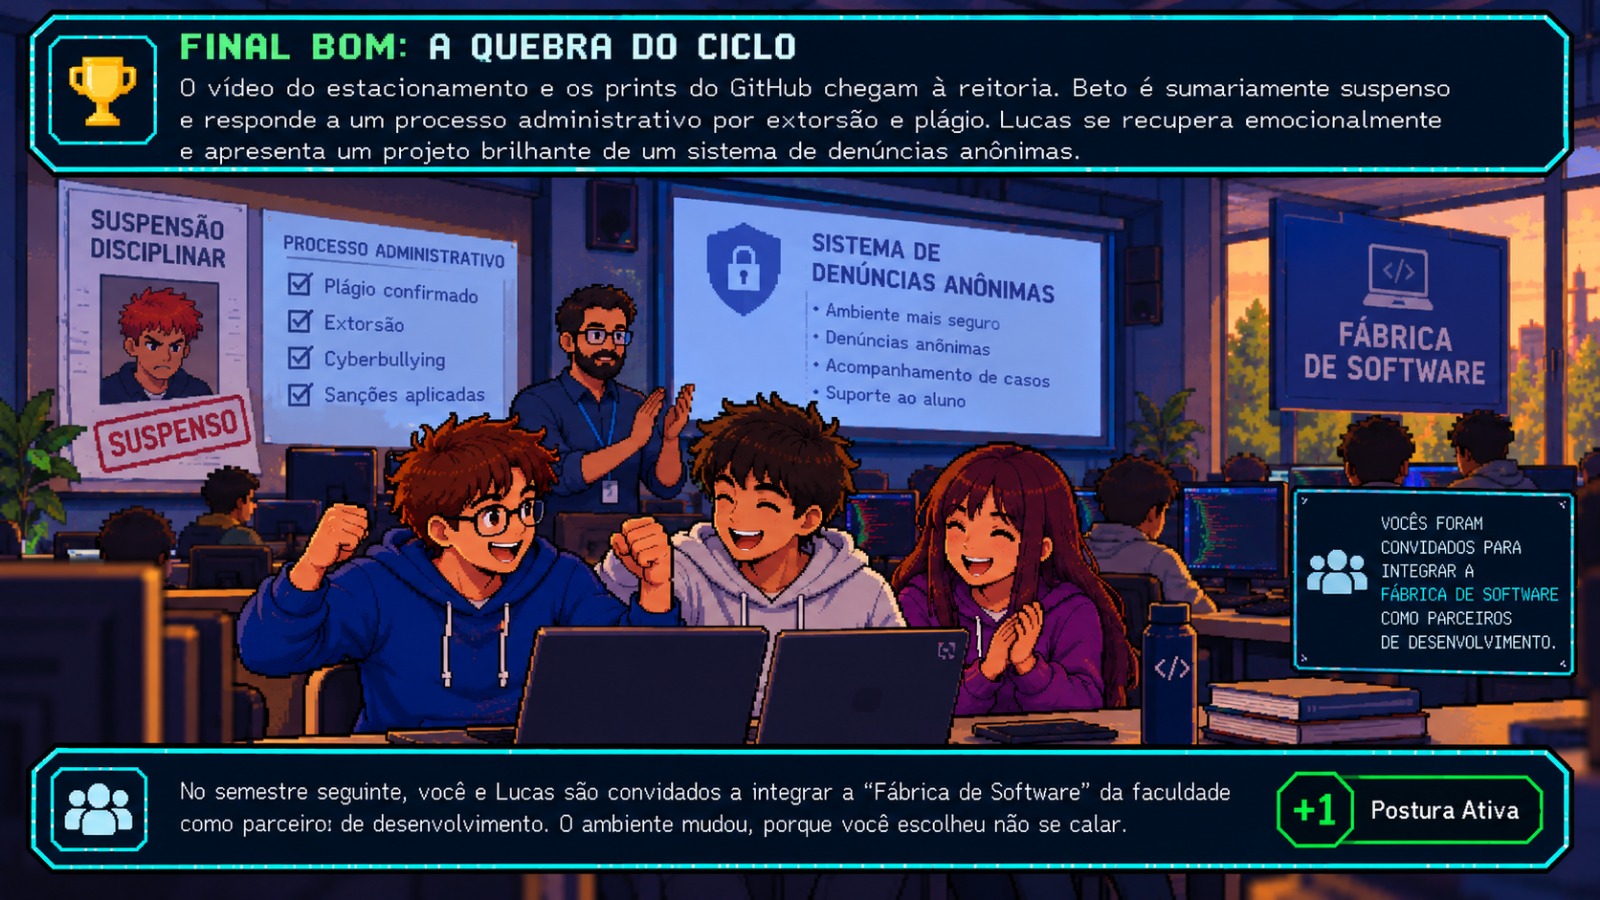 FINAL BOM: A QUEBRA DO CICLO
O vídeo do estacionamento e os prints do GitHub chegam à reitoria. Beto é sumariamente suspenso
e responde a um processo administrativo por extorsão e plágio. Lucas se recupera emocionalmente
e apresenta um projeto brilhante de um sistema de denúncias anônimas.
SUSPENSÃO
DISCIPLINAR
SUSPENSO
PROCESSO ADMINISTRATIVO
Plágio confirmado
Extorsão
Cyberbullying
Sanções aplicadas
SISTEMA DE
DENÚNCIAS ANÔNIMAS
• Ambiente mais seguro
• Denúncias anônimas
• Acompanhamento de casos
• Suporte ao aluno
</>
FÁBRICA
DE SOFTWARE
VOCÊS FORAM
CONVIDADOS PARA
INTEGRAR A
FÁBRICA DE SOFTWARE
COMO PARCEIROS
DE DESENVOLVIMENTO.
</>
No semestre seguinte, você e Lucas são convidados a integrar a “Fábrica de Software” da faculdade
como parceiro: de desenvolvimento. O ambiente mudou, porque você escolheu não se calar.
+1 Postura Ativa